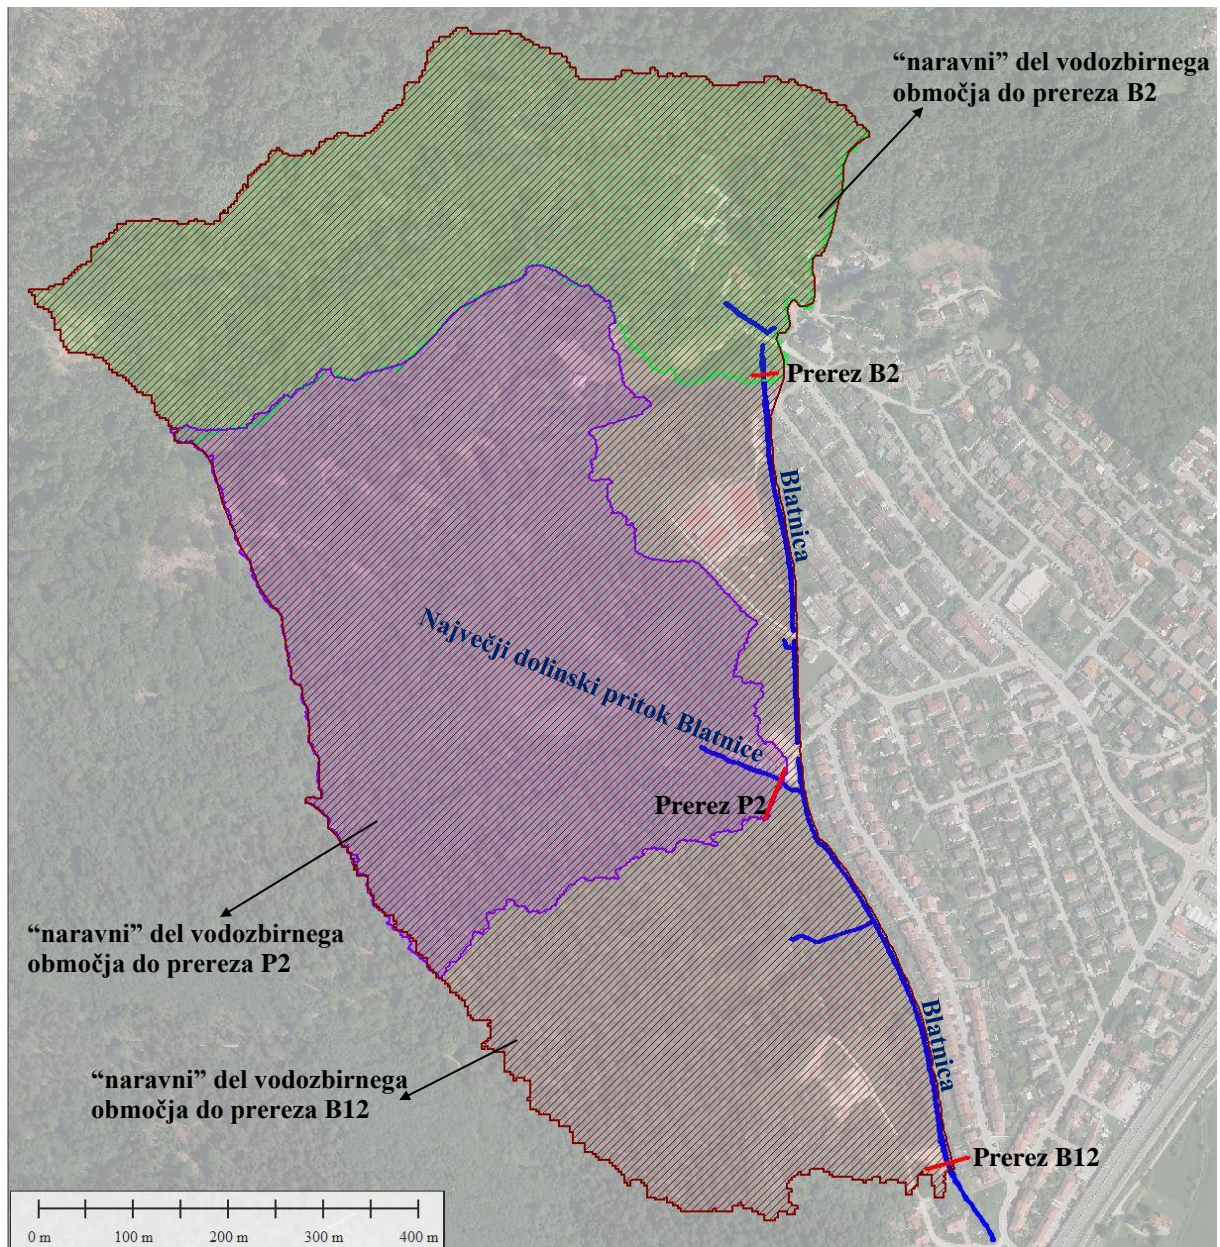 “naravni” del vodozbirnega
območja do prereza B2
Prerez B2
Blatnica
Največji dolinski pritok Blatnice
Prerez P2
“naravni” del vodozbirnega
območja do prereza P2
Blatnica
“naravni” del vodozbirnega
območja do prereza B12
Prerez B12
0 m 100 m 200 m 300 m 400 m